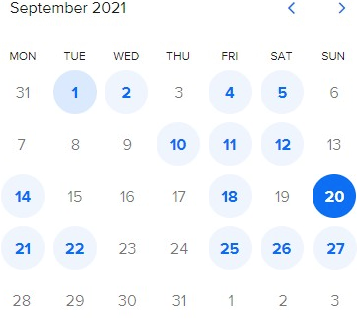 September 2021
MON TUE WED THU FRI SAT SUN
31 1 2 3 4 5 6
7 8 9 10 11 12 13
14 15 16 17 18 19 20
21 22 23 24 25 26 27
28 29 30 31 1 2 3